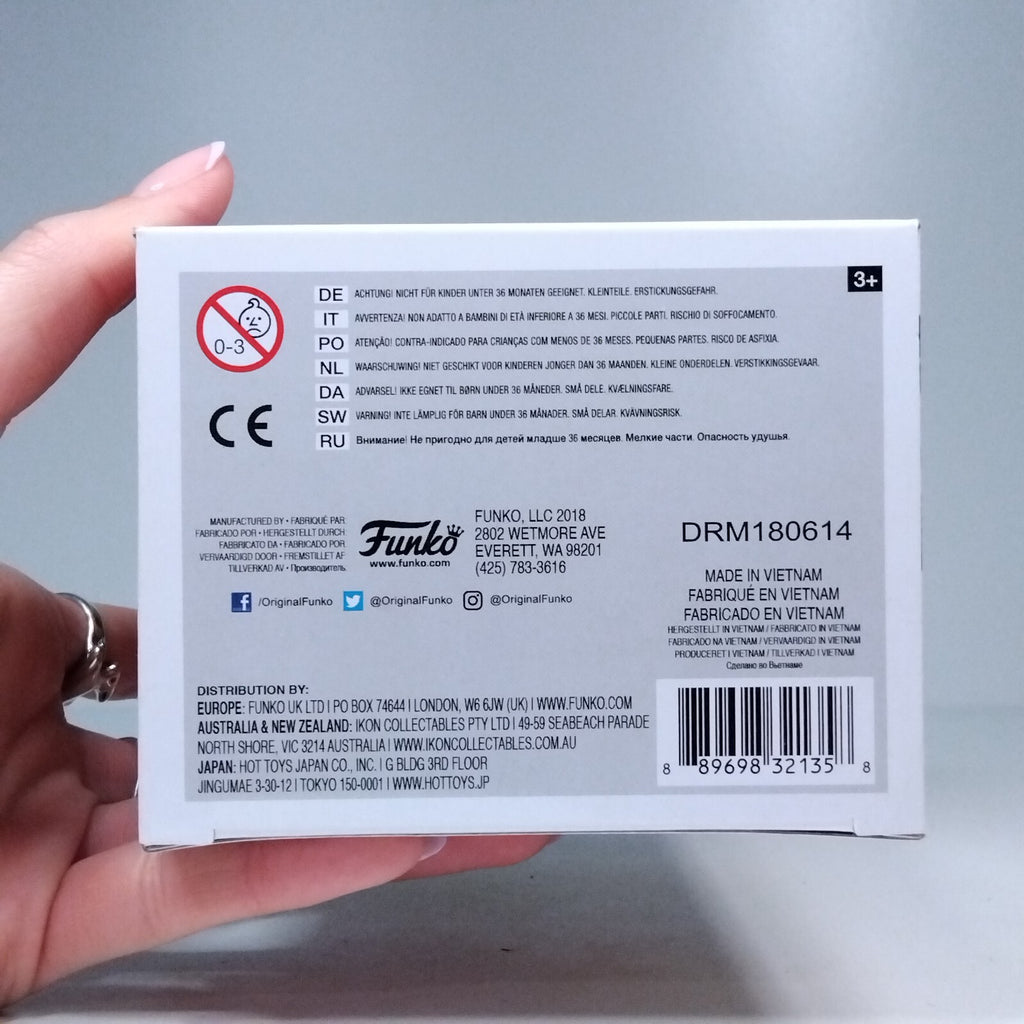 3+
0-3
DE ACHTUNG! NICHT FÜR KINDER UNTER 36 MONATEN GEEIGNET. KLEINTEILE. ERSTICKUNGSGEFAHR.
IT AVVERTENZA! NON ADATTO A BAMBINI DI ETÀ INFERIORE A 36 MESI. PICCOLE PARTI. RISCHIO DI SOFFOCAMENTO.
PO ATENÇÃO! CONTRA-INDICADO PARA CRIANÇAS COM MENOS DE 36 MESES. PEQUENAS PARTES. RISCO DE ASFIXIA.
NL WAARSCHUWING! NIET GESCHIKT VOOR KINDEREN JONGER DAN 36 MAANDEN. KLEINE ONDERDELEN. VERSTIKKINGSGEVAAR.
DA ADVARSEL! IKKE EGNET TIL BØRN UNDER 36 MÅNEDER. SMÅ DELE. KVÆLNINGSFARE.
SW VARNING! INTE LÄMPLIG FÖR BARN UNDER 36 MÅNADER. SMÅ DELAR. KVÄVNINGSRISK.
RU Внимание! Не пригодно для детей младше 36 месяцев. Мелкие части. Опасность удушья.
CE
MANUFACTURED BY • FABRIQUÉ PAR
FABRICADO POR • HERGESTELLT DURCH
FABBRICATO DA • FABRICADO POR
VERVAARDIGD DOOR • FREMSTILLET AF
TILLVERKAD AV • Производитель.
Funko
www.funko.com
FUNKO, LLC 2018
2802 WETMORE AVE
EVERETT, WA 98201
(425) 783-3616
/OriginalFunko @OriginalFunko @OriginalFunko
DRM180614
MADE IN VIETNAM
FABRIQUÉ EN VIETNAM
FABRICADO EN VIETNAM
HERGESTELLT IN VIETNAM / FABBRICATO IN VIETNAM
FABRICADO NA VIETNAM / VERVAARDIGD IN VIETNAM
PRODUCERET I VIETNAM / TILLVERKAD I VIETNAM
Сделано во Вьетнаме
DISTRIBUTION BY:
EUROPE: FUNKO UK LTD | PO BOX 74644 | LONDON, W6 6JW (UK) | WWW.FUNKO.COM
AUSTRALIA & NEW ZEALAND: IKON COLLECTABLES PTY LTD | 49-59 SEABEACH PARADE
NORTH SHORE, VIC 3214 AUSTRALIA | WWW.IKONCOLLECTABLES.COM.AU
JAPAN: HOT TOYS JAPAN CO., INC. | G BLDG 3RD FLOOR
JINGUMAE 3-30-12 | TOKYO 150-0001 | WWW.HOTTOYS.JP
8 89698 32135 8